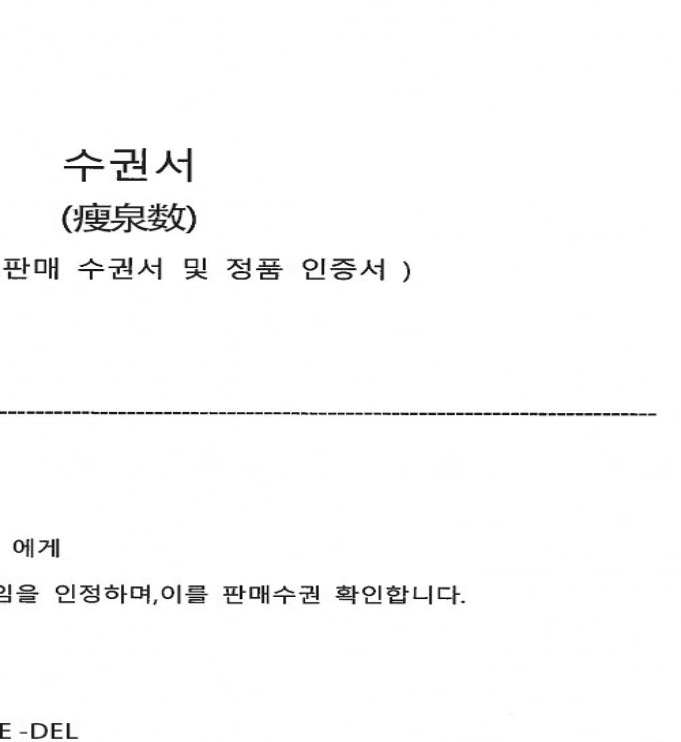 수권서
(瘦泉数)
판매 수권서 및 정품 인증서 )
에게
임을 인정하며,이를 판매수권 확인합니다.
E -DEL